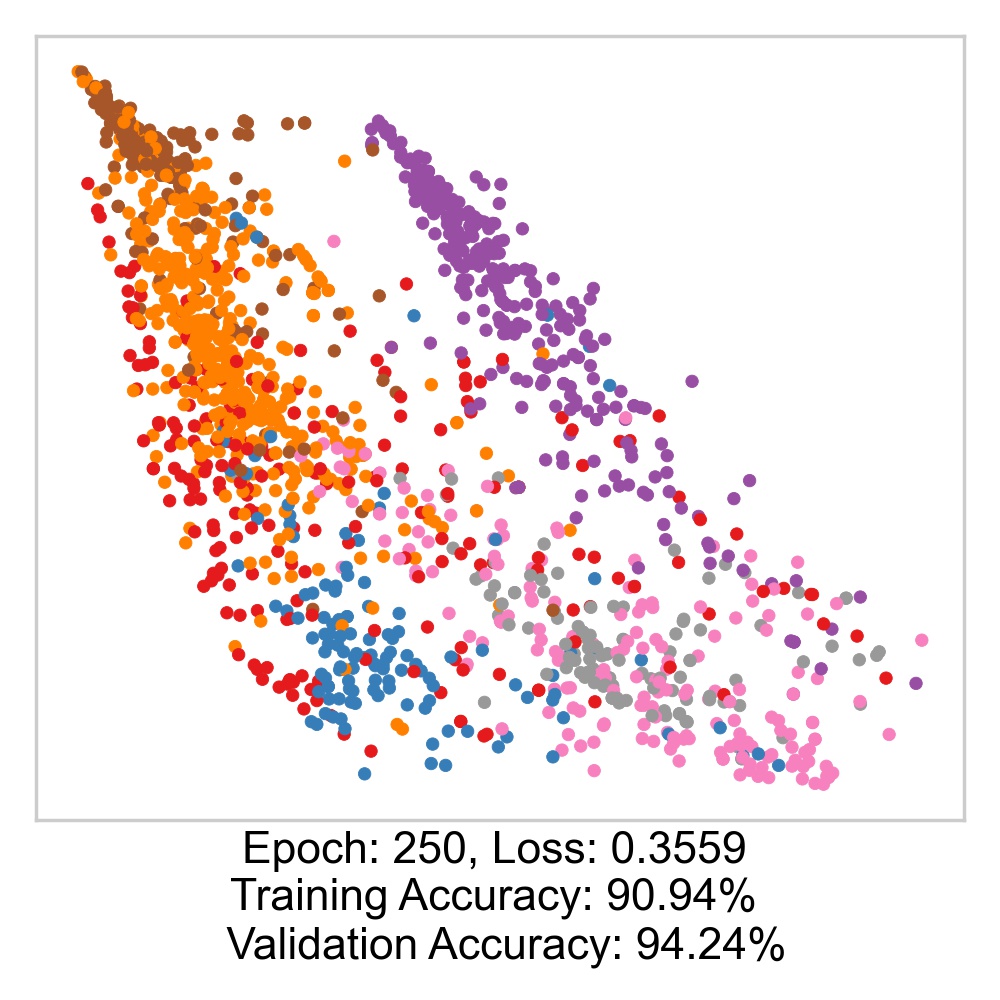 Epoch: 250, Loss: 0.3559
Training Accuracy: 90.94%
Validation Accuracy: 94.24%